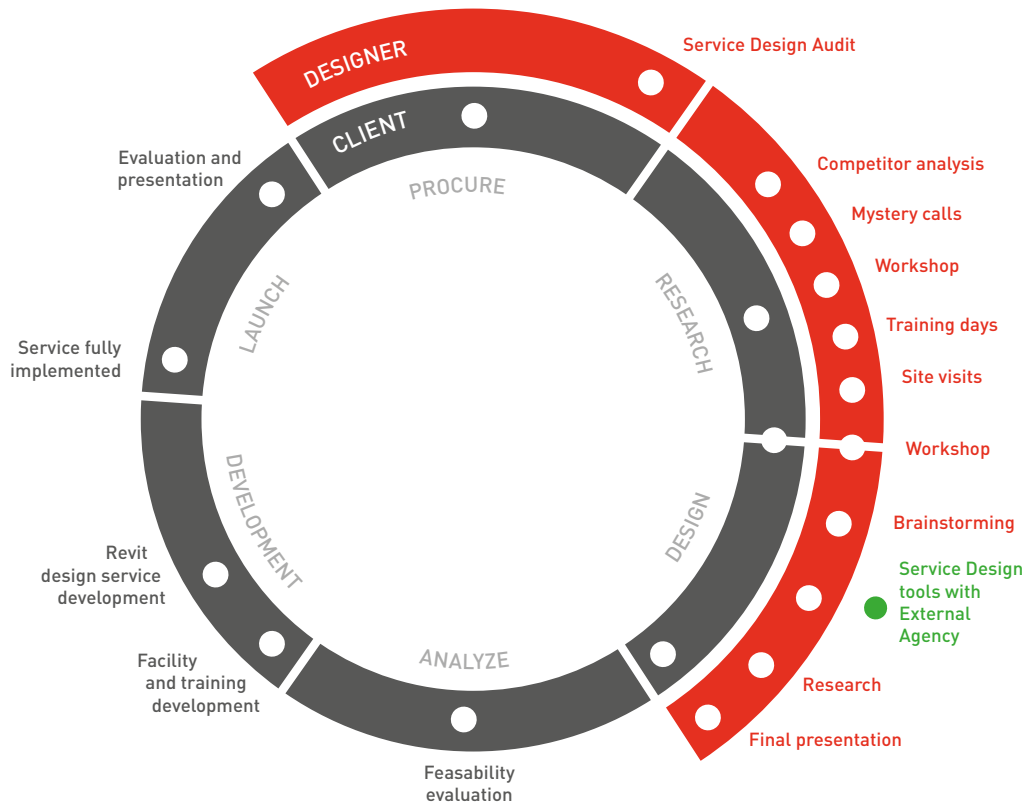 DESIGNER
Service Design Audit
CLIENT
Evaluation and
presentation
PROCURE
Competitor analysis
Mystery calls
Workshop
LAUNCH
RESEARCH
Training days
Service fully
implemented
Site visits
Workshop
DEVELOPMENT
DESIGN
Brainstorming
Revit
design service
development
Service Design
tools with
External
Agency
Facility
and training
development
ANALYZE
Research
Final presentation
Feasability
evaluation